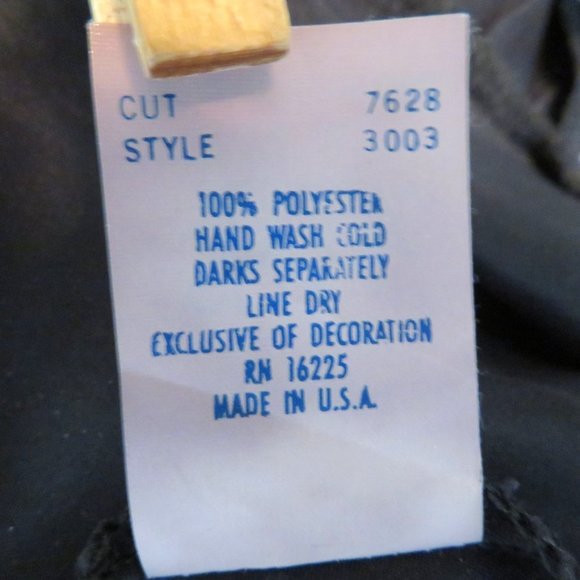 CUT 7628
STYLE 3003
100% POLYESTER
HAND WASH COLD
DARKS SEPARATELY
LINE DRY
EXCLUSIVE OF DECORATION
RN 16225
MADE IN U.S.A.